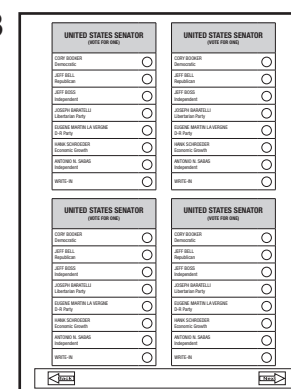 UNITED STATES SENATOR
(VOTE FOR ONE)
CORY BOOKER
Democratic
JEFF BELL
Republican
JEFF BOSS
Independent
JOSEPH BARATELLI
Libertarian Party
EUGENE MARTIN LA VERGNE
D-R Party
HANK SCHROEDER
Economic Growth
ANTONIO N. SABAS
Independent
WRITE-IN
UNITED STATES SENATOR
(VOTE FOR ONE)
CORY BOOKER
Democratic
JEFF BELL
Republican
JEFF BOSS
Independent
JOSEPH BARATELLI
Libertarian Party
EUGENE MARTIN LA VERGNE
D-R Party
HANK SCHROEDER
Economic Growth
ANTONIO N. SABAS
Independent
WRITE-IN
UNITED STATES SENATOR
(VOTE FOR ONE)
CORY BOOKER
Democratic
JEFF BELL
Republican
JEFF BOSS
Independent
JOSEPH BARATELLI
Libertarian Party
EUGENE MARTIN LA VERGNE
D-R Party
HANK SCHROEDER
Economic Growth
ANTONIO N. SABAS
Independent
WRITE-IN
UNITED STATES SENATOR
(VOTE FOR ONE)
CORY BOOKER
Democratic
JEFF BELL
Republican
JEFF BOSS
Independent
JOSEPH BARATELLI
Libertarian Party
EUGENE MARTIN LA VERGNE
D-R Party
HANK SCHROEDER
Economic Growth
ANTONIO N. SABAS
Independent
WRITE-IN
Back
Next